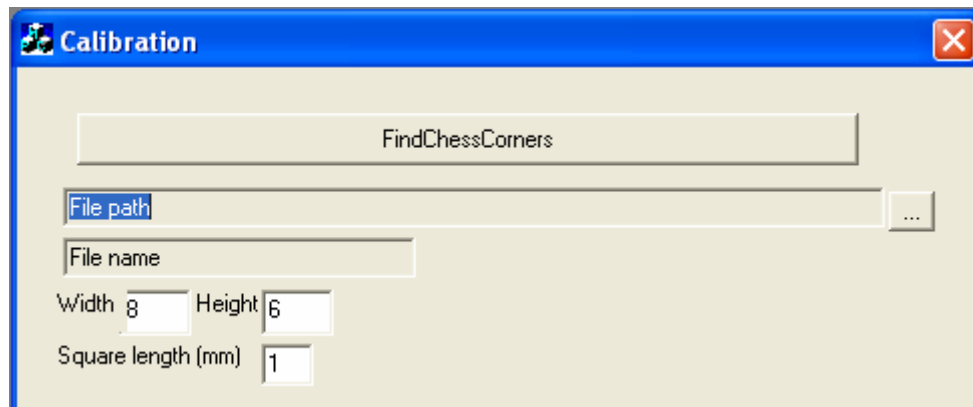 Calibration
FindChessCorners
File path
...
File name
Width 8 Height 6
Square length (mm) 1